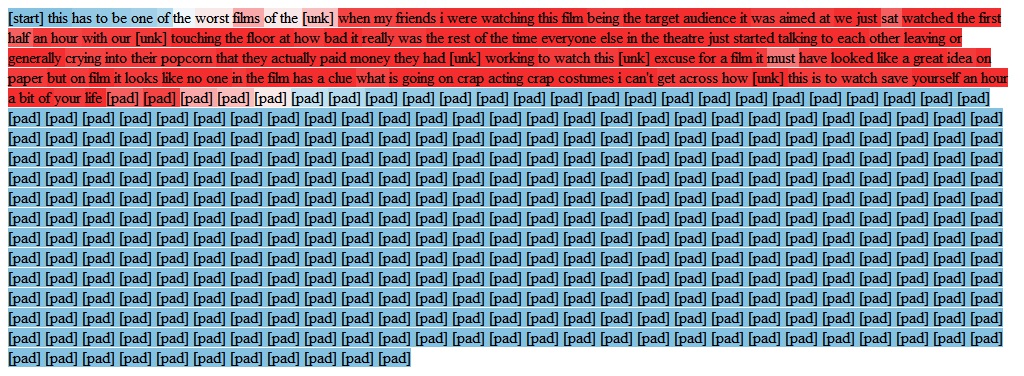 [start] this has to be one of the worst films of the [unk] when my friends i were watching this film being the target audience it was aimed at we just sat watched the first
half an hour with our [unk] touching the floor at how bad it really was the rest of the time everyone else in the theatre just started talking to each other leaving or
generally crying into their popcorn that they actually paid money they had [unk] working to watch this [unk] excuse for a film it must have looked like a great idea on
paper but on film it looks like no one in the film has a clue what is going on crap acting crap costumes i can't get across how [unk] this is to watch save yourself an hour
a bit of your life [pad] [pad] [pad] [pad] [pad] [pad] [pad] [pad] [pad] [pad] [pad] [pad] [pad] [pad] [pad] [pad] [pad] [pad] [pad] [pad] [pad] [pad] [pad] [pad]
[pad] [pad] [pad] [pad] [pad] [pad] [pad] [pad] [pad] [pad] [pad] [pad] [pad] [pad] [pad] [pad] [pad] [pad] [pad] [pad] [pad] [pad] [pad] [pad] [pad] [pad] [pad]
[pad] [pad] [pad] [pad] [pad] [pad] [pad] [pad] [pad] [pad] [pad] [pad] [pad] [pad] [pad] [pad] [pad] [pad] [pad] [pad] [pad] [pad] [pad] [pad] [pad] [pad] [pad]
[pad] [pad] [pad] [pad] [pad] [pad] [pad] [pad] [pad] [pad] [pad] [pad] [pad] [pad] [pad] [pad] [pad] [pad] [pad] [pad] [pad] [pad] [pad] [pad] [pad] [pad] [pad]
[pad] [pad] [pad] [pad] [pad] [pad] [pad] [pad] [pad] [pad] [pad] [pad] [pad] [pad] [pad] [pad] [pad] [pad] [pad] [pad] [pad] [pad] [pad] [pad] [pad] [pad] [pad]
[pad] [pad] [pad] [pad] [pad] [pad] [pad] [pad] [pad] [pad] [pad] [pad] [pad] [pad] [pad] [pad] [pad] [pad] [pad] [pad] [pad] [pad] [pad] [pad] [pad] [pad] [pad]
[pad] [pad] [pad] [pad] [pad] [pad] [pad] [pad] [pad] [pad] [pad] [pad] [pad] [pad] [pad] [pad] [pad] [pad] [pad] [pad] [pad] [pad] [pad] [pad] [pad] [pad] [pad]
[pad] [pad] [pad] [pad] [pad] [pad] [pad] [pad] [pad] [pad] [pad] [pad] [pad] [pad] [pad] [pad] [pad] [pad] [pad] [pad] [pad] [pad] [pad] [pad] [pad] [pad] [pad]
[pad] [pad] [pad] [pad] [pad] [pad] [pad] [pad] [pad] [pad] [pad] [pad] [pad] [pad] [pad] [pad] [pad] [pad] [pad] [pad] [pad] [pad] [pad] [pad] [pad] [pad] [pad]
[pad] [pad] [pad] [pad] [pad] [pad] [pad] [pad] [pad] [pad] [pad] [pad] [pad] [pad] [pad] [pad] [pad] [pad] [pad] [pad] [pad] [pad] [pad] [pad] [pad] [pad] [pad]
[pad] [pad] [pad] [pad] [pad] [pad] [pad] [pad] [pad] [pad] [pad] [pad] [pad] [pad] [pad] [pad] [pad] [pad] [pad] [pad] [pad] [pad] [pad] [pad] [pad] [pad] [pad]
[pad] [pad] [pad] [pad] [pad] [pad] [pad] [pad] [pad] [pad] [pad] [pad] [pad] [pad] [pad] [pad] [pad] [pad] [pad] [pad] [pad] [pad] [pad] [pad] [pad] [pad] [pad]
[pad] [pad] [pad] [pad] [pad] [pad] [pad] [pad] [pad] [pad] [pad] [pad] [pad] [pad] [pad] [pad] [pad] [pad] [pad] [pad] [pad] [pad] [pad] [pad] [pad] [pad] [pad]
[pad] [pad] [pad] [pad] [pad] [pad] [pad] [pad] [pad] [pad] [pad]